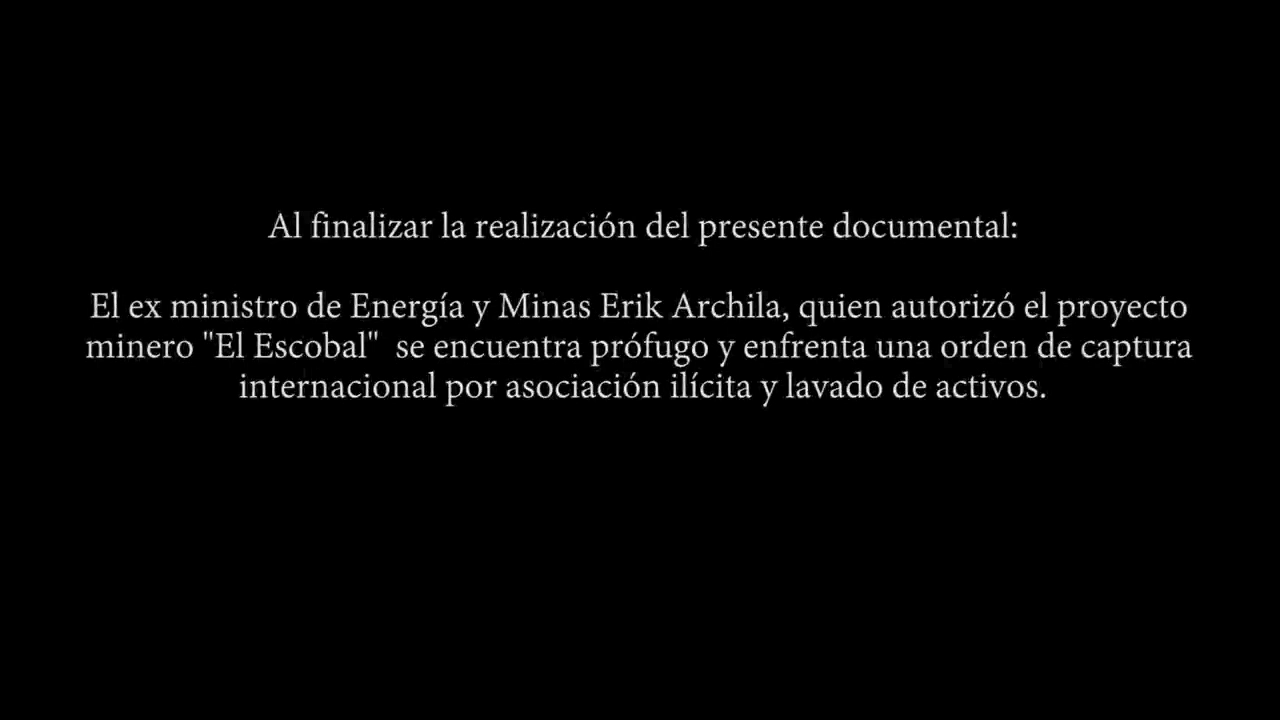 Al finalizar la realización del presente documental:
El ex ministro de Energía y Minas Erik Archila, quien autorizó el proyecto
minero "El Escobal"  se encuentra prófugo y enfrenta una orden de captura
internacional por asociación ilícita y lavado de activos.